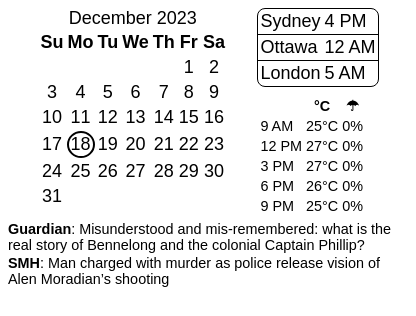 December 2023
Su Mo Tu We Th Fr Sa
1 2
3 4 5 6 7 8 9
10 11 12 13 14 15 16
17 18 19 20 21 22 23
24 25 26 27 28 29 30
31
Sydney 4 PM
Ottawa 12 AM
London 5 AM
°C ☂
9 AM 25°C 0%
12 PM 27°C 0%
3 PM 27°C 0%
6 PM 26°C 0%
9 PM 25°C 0%
Guardian: Misunderstood and mis-remembered: what is the
real story of Bennelong and the colonial Captain Phillip?
SMH: Man charged with murder as police release vision of
Alen Moradian’s shooting